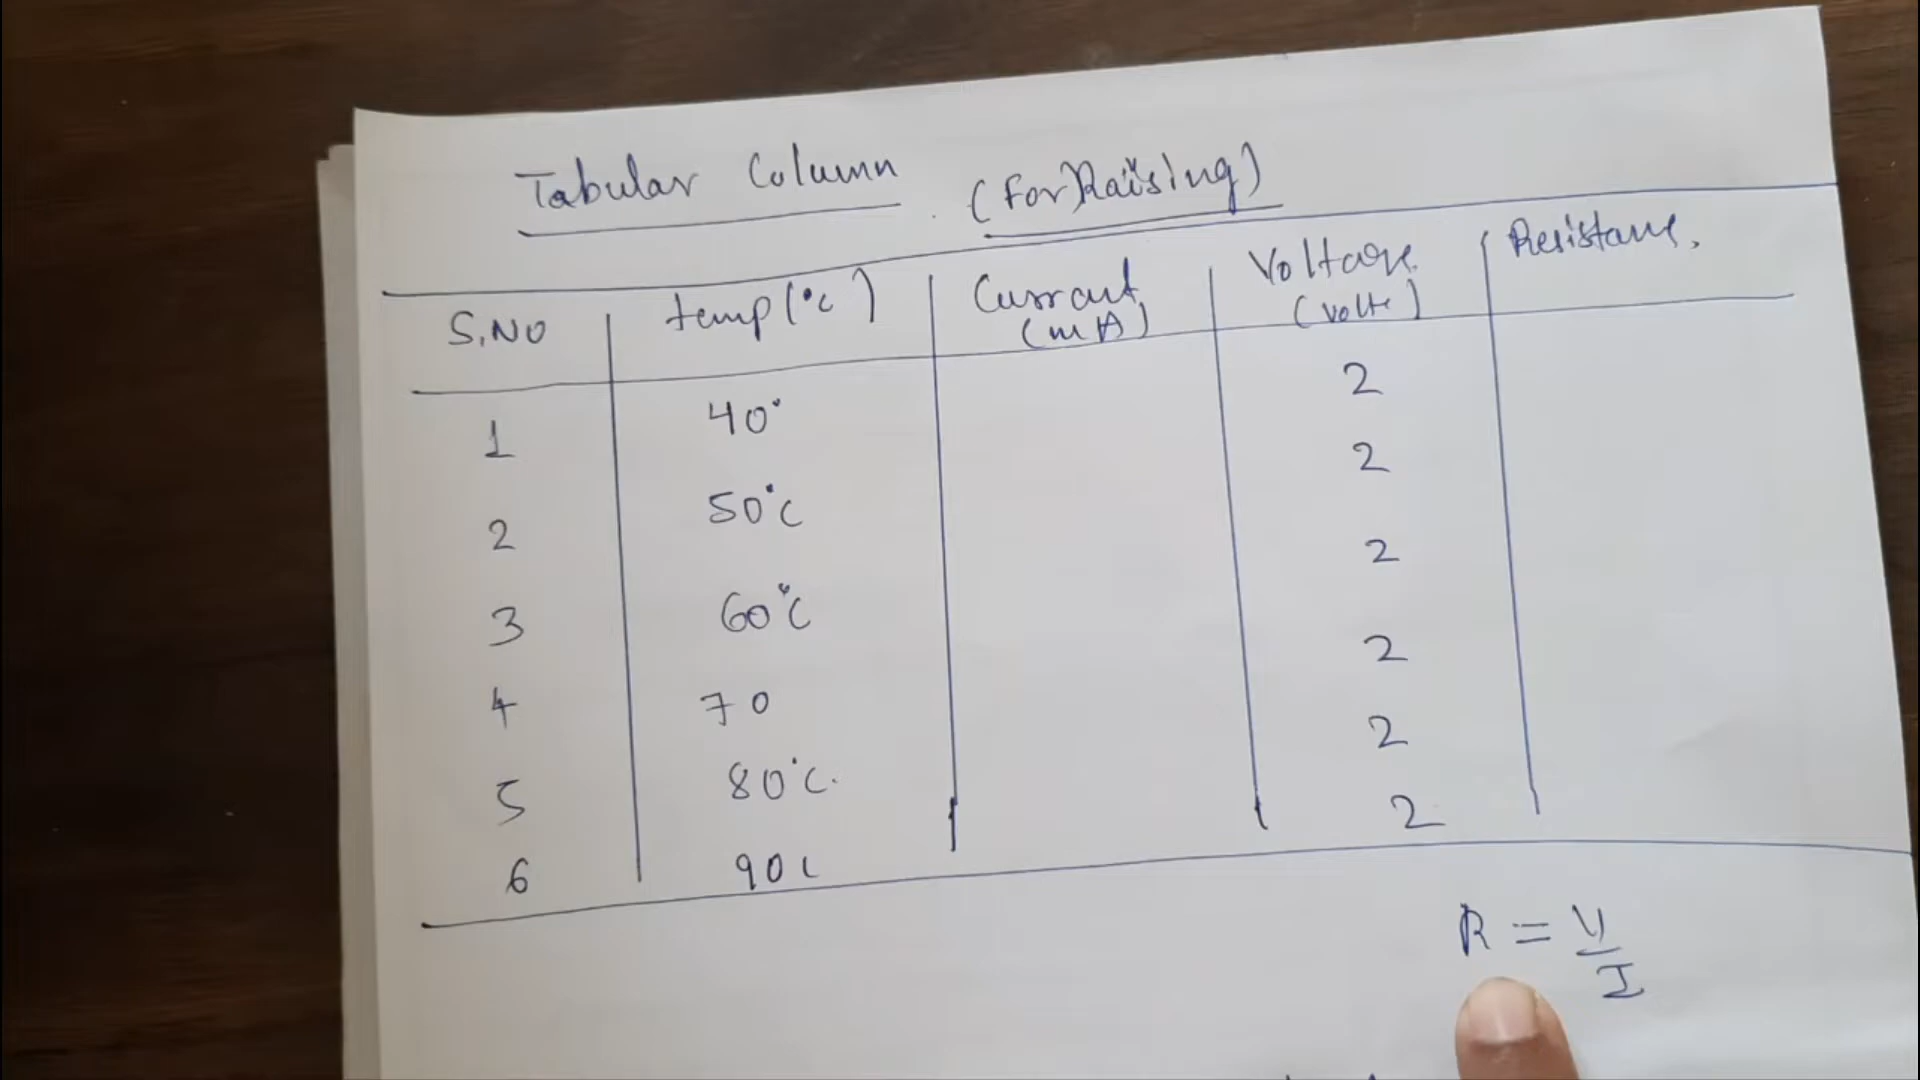 Tabular Column (For Raising)
S.NO temp (°C) Current (mA) Voltage (volts) Resistans.
1 40° 2
2 50°C 2
3 60°C 2
4 70 2
5 80°C. 2
6 90C 2
R = V/I